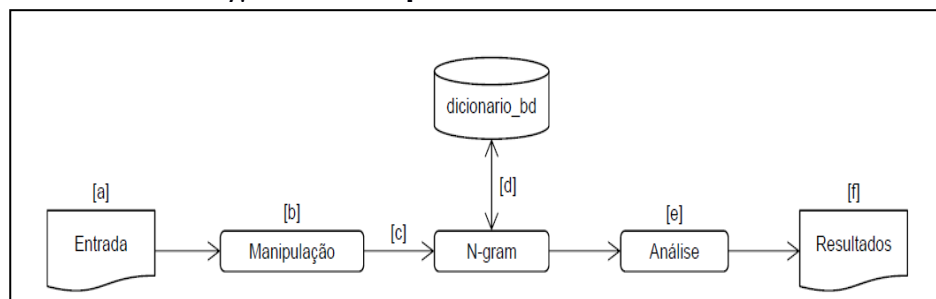 dicionario_bd
[a]
[b]
[c]
[d]
[e]
[f]
Entrada
Manipulação
N-gram
Análise
Resultados